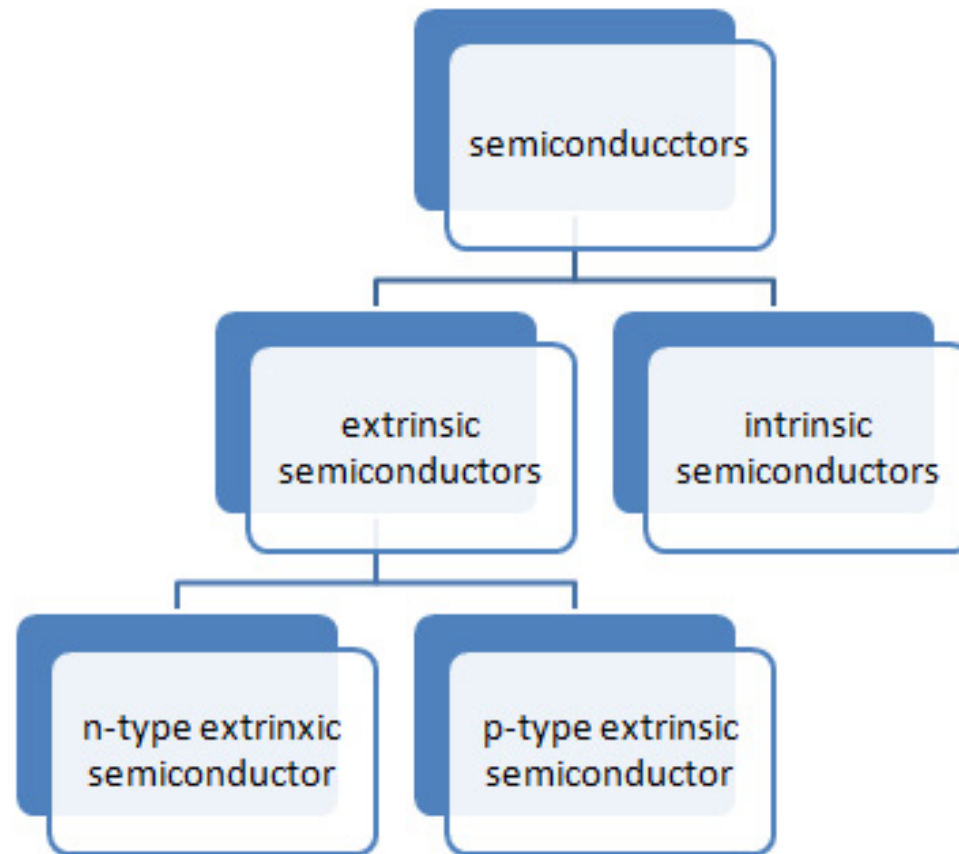 semiconducctors
extrinsic
semiconductors
intrinsic
semiconductors
n-type extrinxic
semiconductor
p-type extrinsic
semiconductor